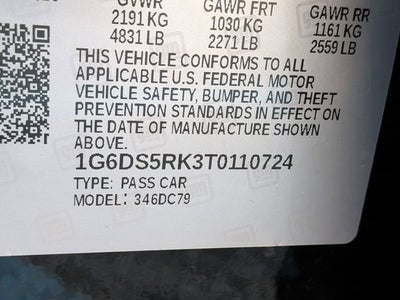 GVWR GAWR FRT GAWR RR
2191 KG 1030 KG 1161 KG
4831 LB 2271 LB 2559 LB
THIS VEHICLE CONFORMS TO ALL
APPLICABLE U.S. FEDERAL MOTOR
VEHICLE SAFETY, BUMPER, AND THEFT
PREVENTION STANDARDS IN EFFECT ON
THE DATE OF MANUFACTURE SHOWN
ABOVE.
1G6DS5RK3T0110724
TYPE: PASS CAR
MODEL: 346DC79